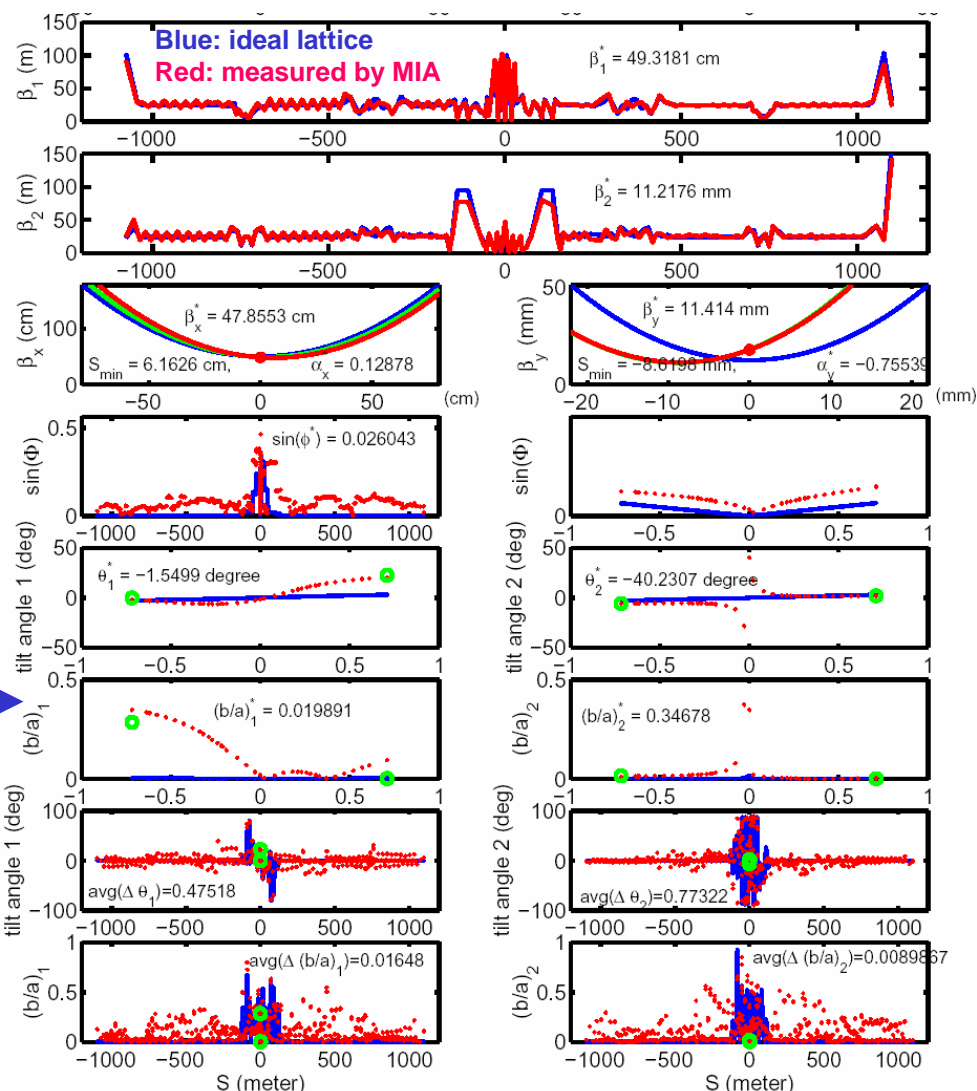 Blue: ideal lattice
Red: measured by MIA
β₁ (m)
150
100
50
0
β₁* = 49.3181 cm
−1000 −500 0 500 1000
β₂ (m)
150
100
50
0
β₂* = 11.2176 mm
−1000 −500 0 500 1000
βx (cm)
100
0
βx* = 47.8553 cm
Smin = 6.1626 cm, αx* = 0.12878
−50 0 50 (cm)
βy (mm)
50
0
βy* = 11.414 mm
Smin = −8.6198 mm, αy* = −0.75539
−20 −10 0 10 20 (mm)
sin(Φ)
0.5
0
sin(ϕ*) = 0.026043
−1000 −500 0 500 1000
sin(Φ)
0
−1 −0.5 0 0.5 1
tilt angle 1 (deg)
50
0
−50
θ₁* = −1.5499 degree
−1 −0.5 0 0.5 1
tilt angle 2 (deg)
50
0
−50
θ₂* = −40.2307 degree
−1 −0.5 0 0.5 1
(b/a)₁
0.5
0
(b/a)₁* = 0.019891
−1 −0.5 0 0.5 1
(b/a)₂
0.5
0
(b/a)₂* = 0.34678
−1 −0.5 0 0.5 1
tilt angle 1 (deg)
100
0
−100
avg(Δ θ₁)=0.47518
−1000 −500 0 500 1000
tilt angle 2 (deg)
100
0
−100
avg(Δ θ₂)=0.77322
−1000 −500 0 500 1000
(b/a)₁
1
0.5
0
avg(Δ (b/a)₁)=0.01648
−1000 −500 0 500 1000
S (meter)
(b/a)₂
1
0.5
0
avg(Δ (b/a)₂)=0.0089867
−1000 −500 0 500 1000
S (meter)